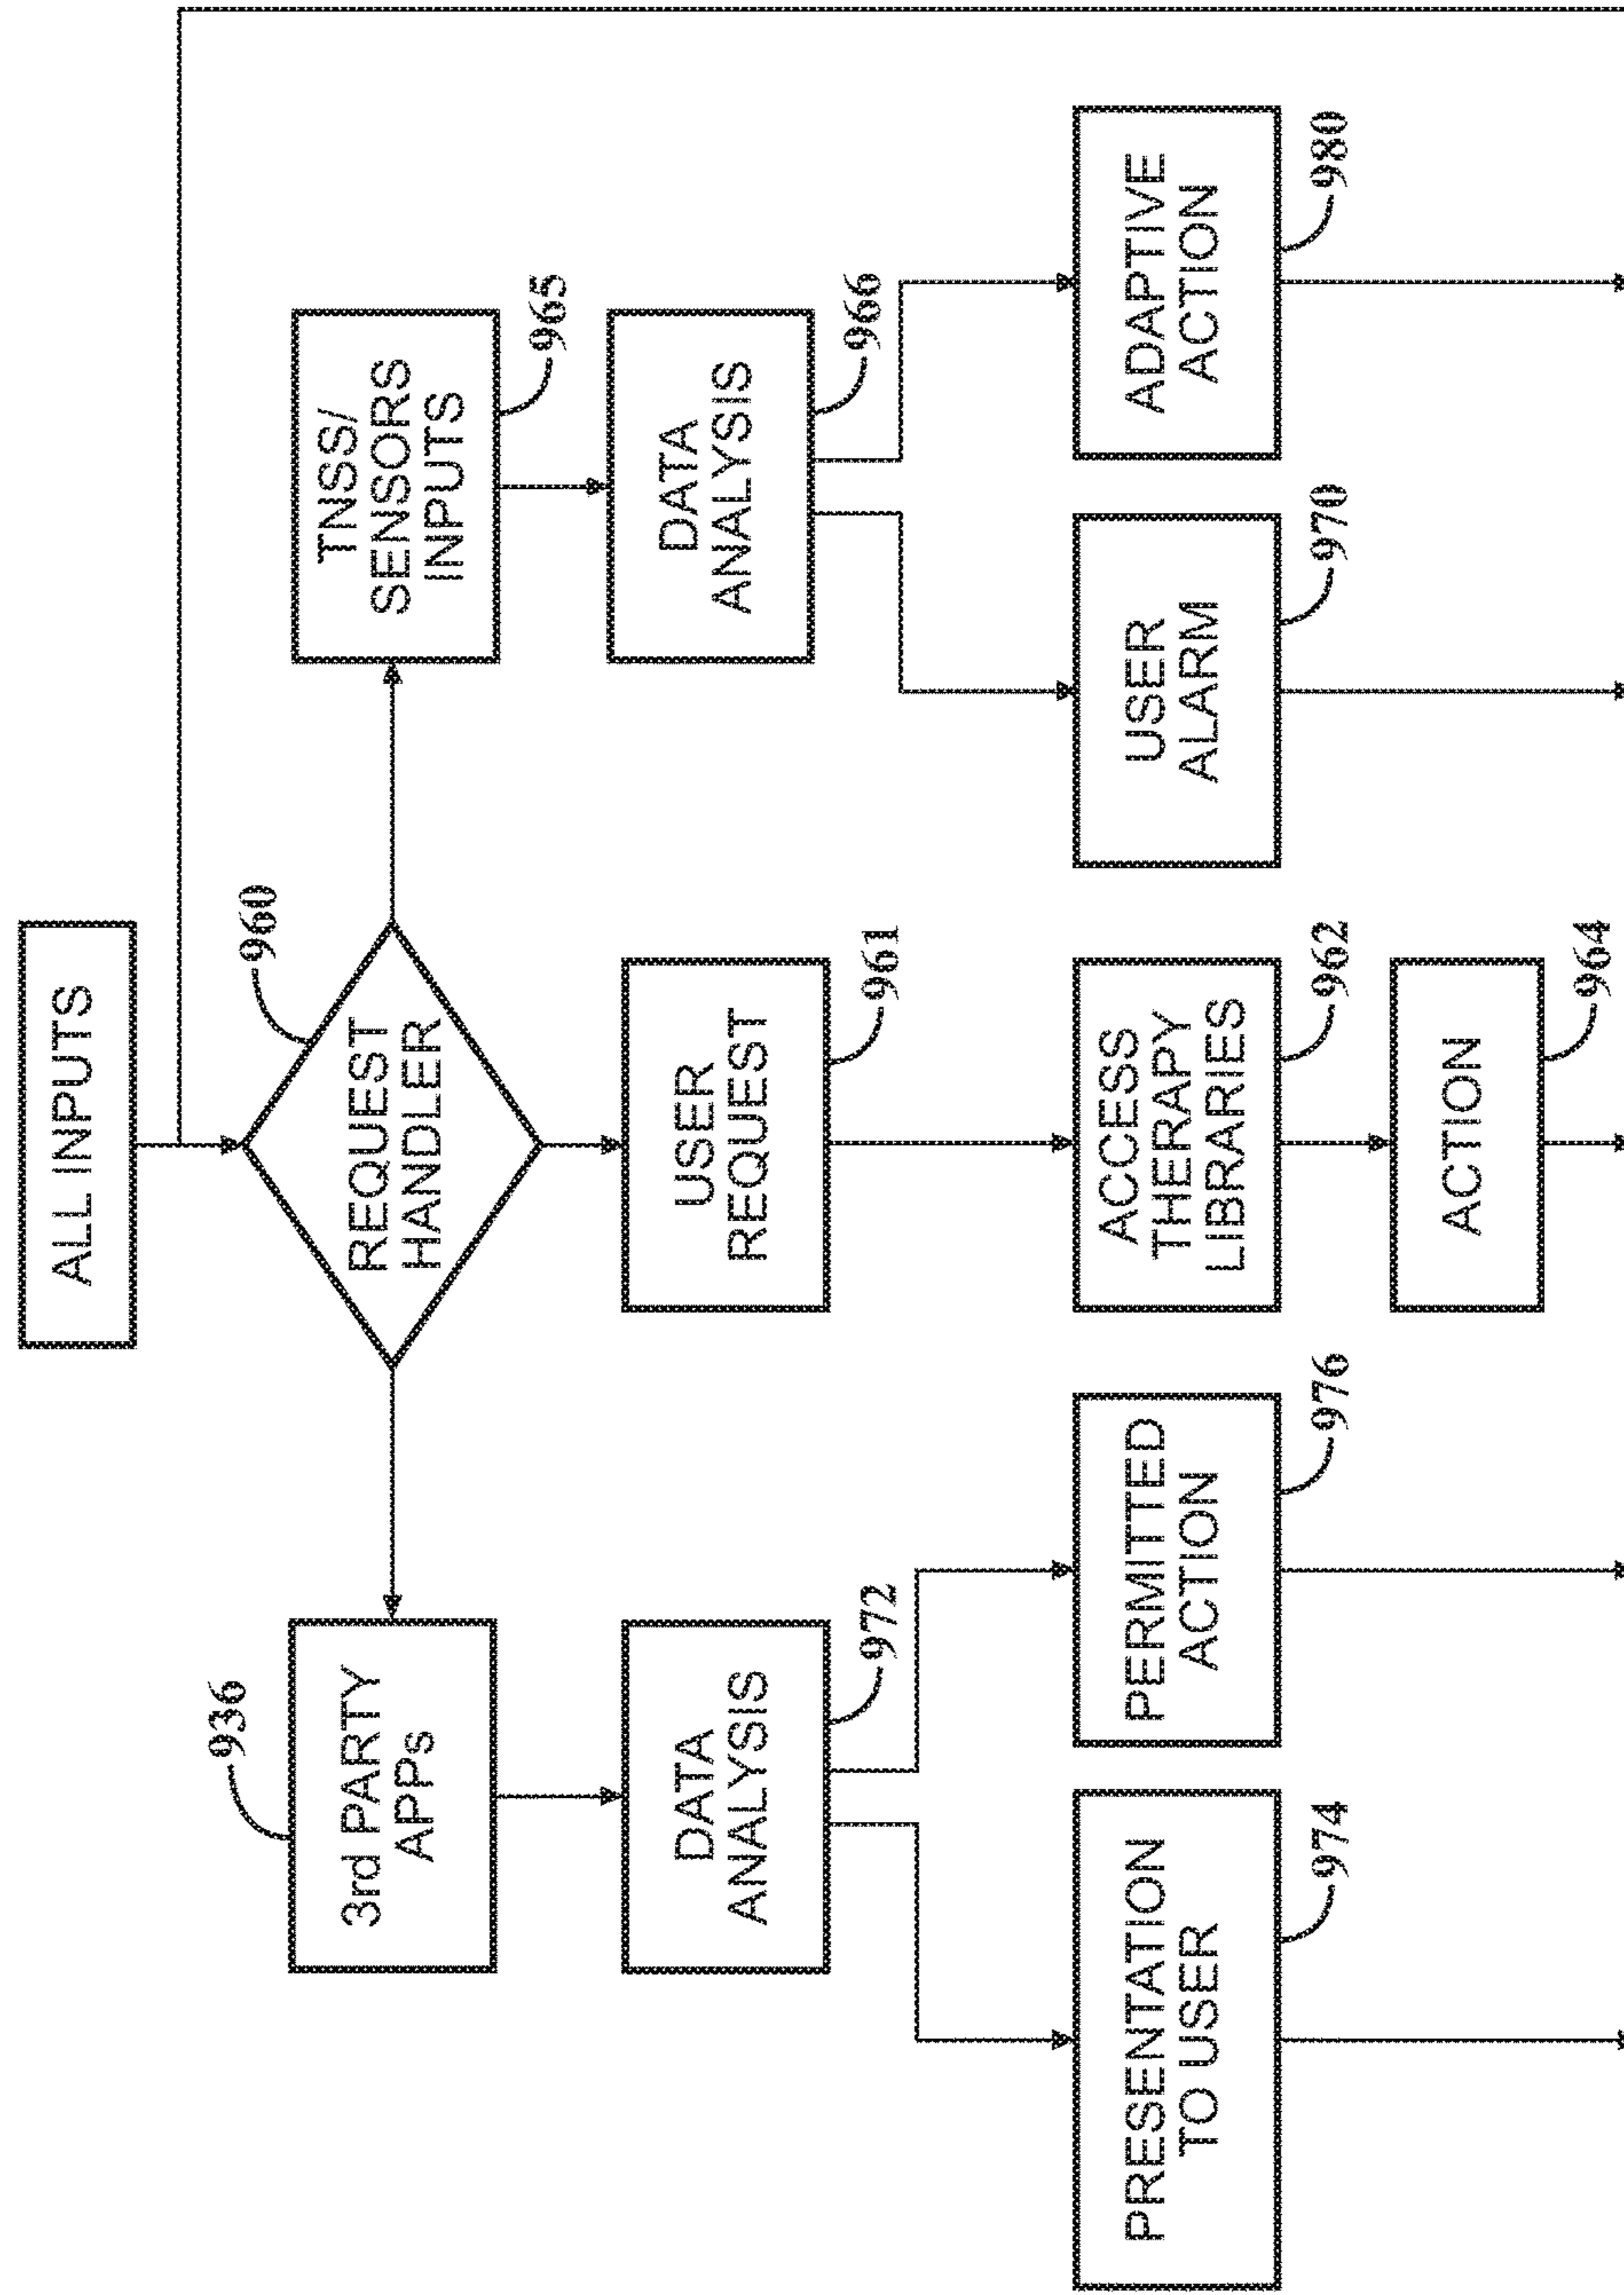 ALL INPUTS
960
REQUEST
HANDLER
936
3rd PARTY
APPs
TNSS/
SENSORS
INPUTS
965
DATA
ANALYSIS
972
USER
REQUEST
961
DATA
ANALYSIS
966
PRESENTATION
TO USER
974
PERMITTED
ACTION
976
ACCESS
THERAPY
LIBRARIES
962
USER
ALARM
970
ADAPTIVE
ACTION
980
ACTION
964